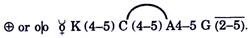 ⊕ or o|o ☿ K (4–5) C (4–5) A4-5 G (2–5).